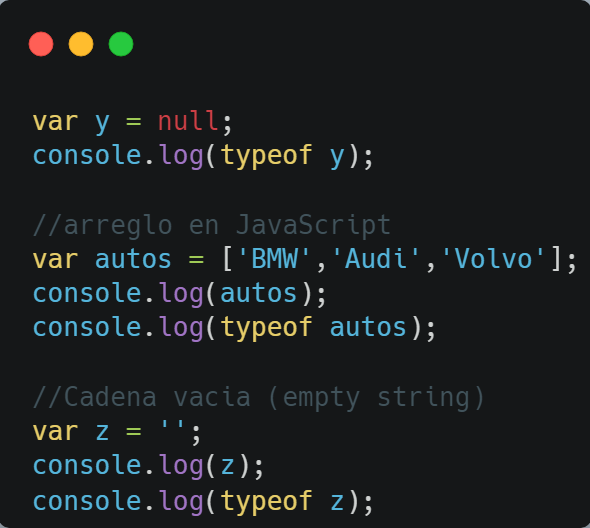 var y = null;
console.log(typeof y);
//arreglo en JavaScript
var autos = ['BMW','Audi','Volvo'];
console.log(autos);
console.log(typeof autos);
//Cadena vacia (empty string)
var z = '';
console.log(z);
console.log(typeof z);